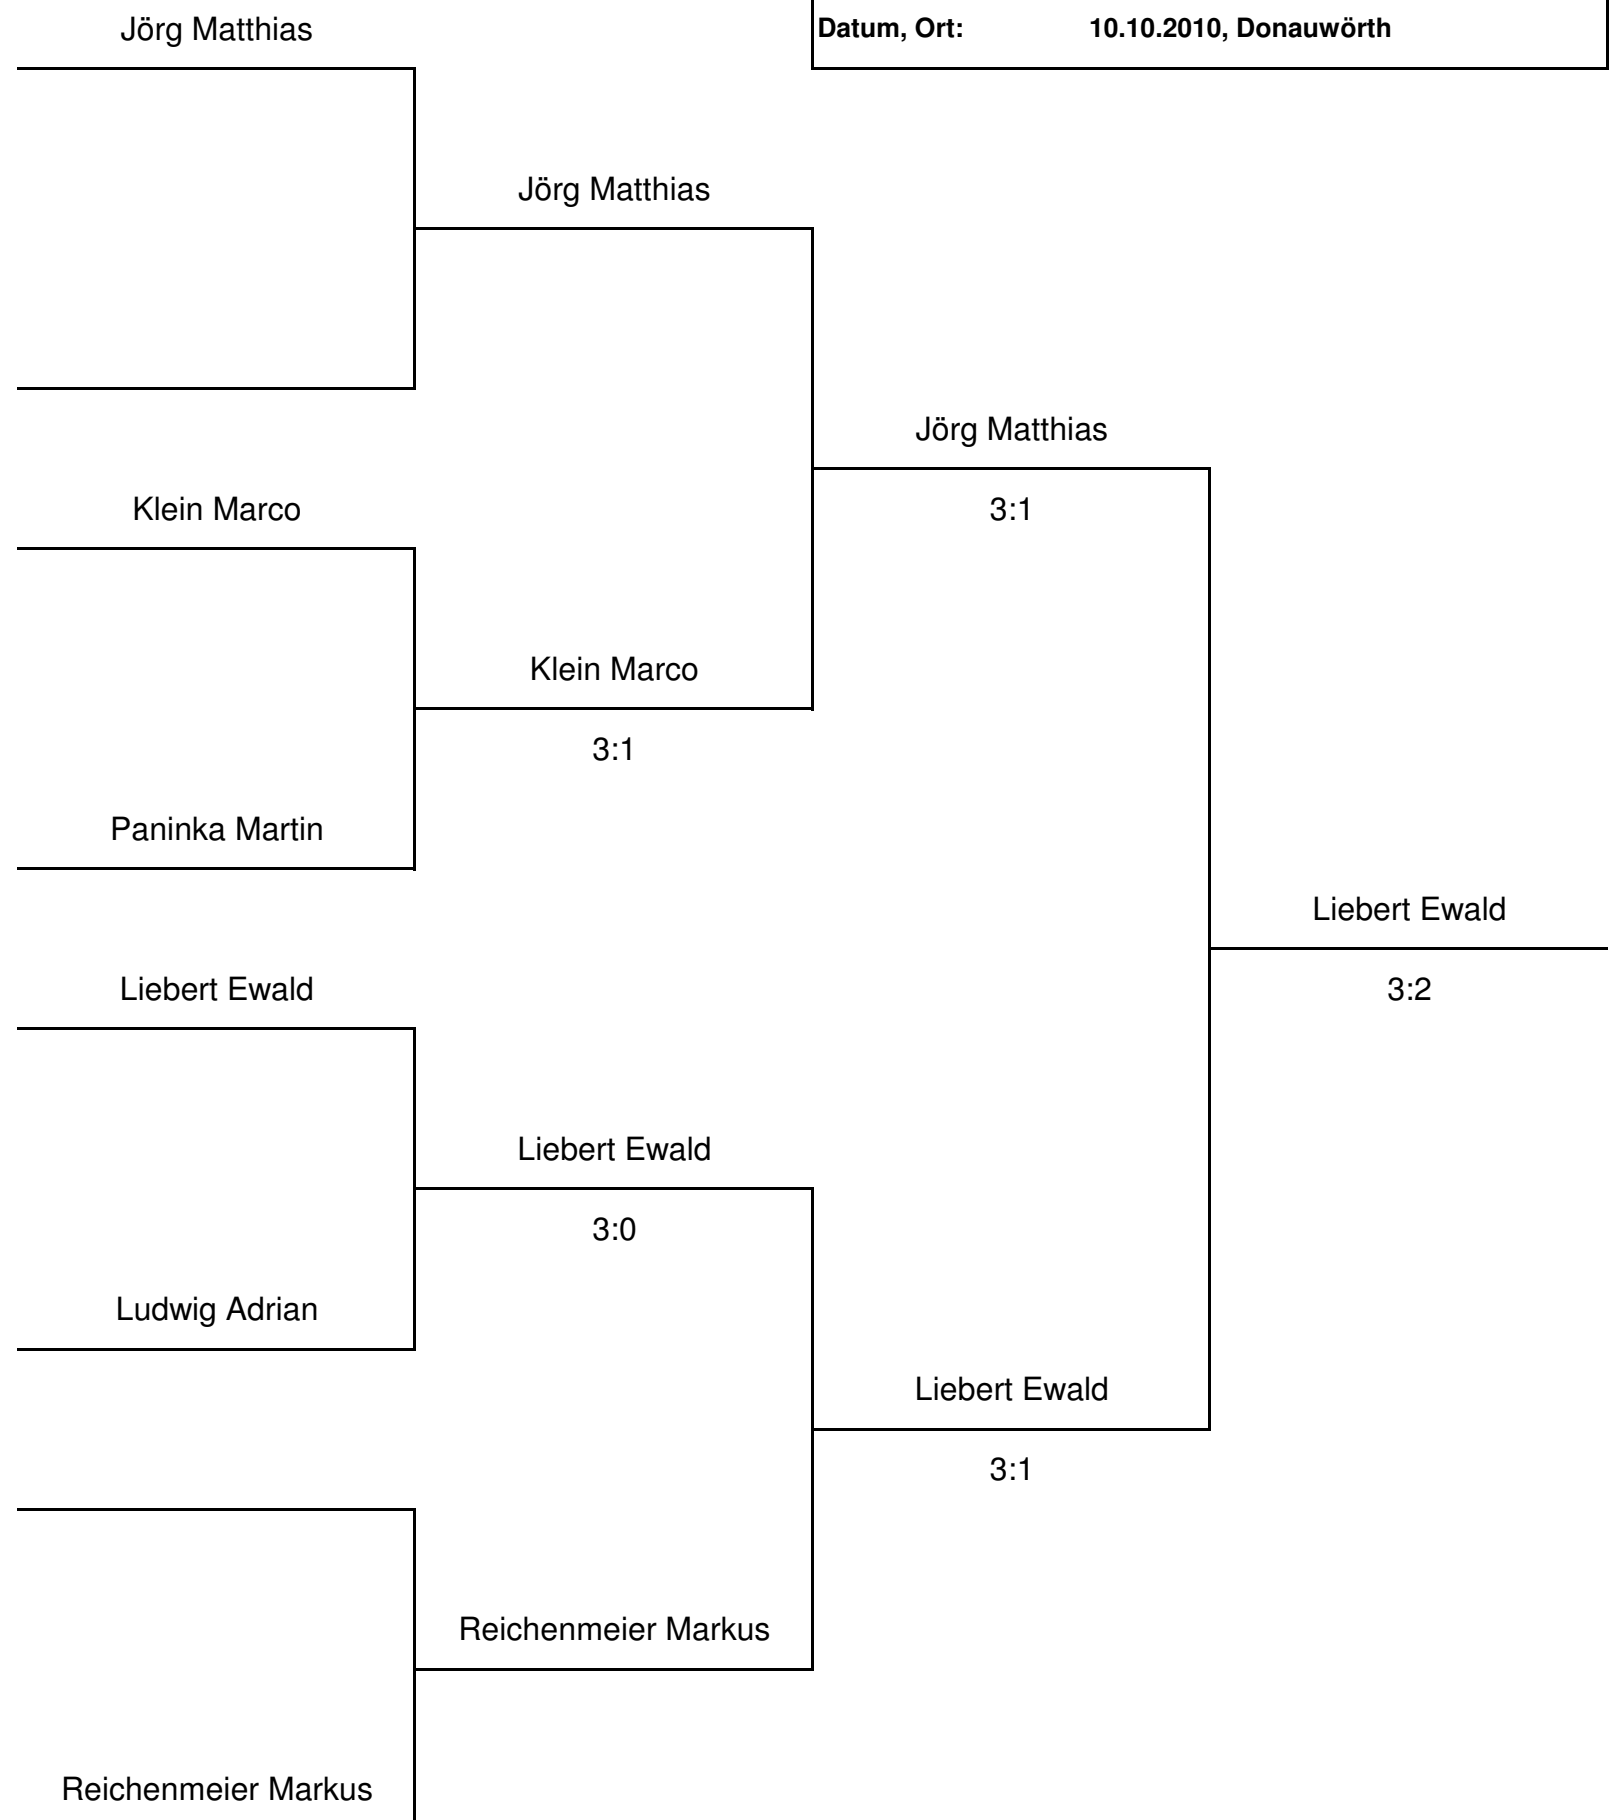 Jörg Matthias
Datum, Ort: 10.10.2010, Donauwörth
Jörg Matthias
Jörg Matthias
Klein Marco
3:1
Klein Marco
3:1
Paninka Martin
Liebert Ewald
Liebert Ewald
3:2
Liebert Ewald
3:0
Ludwig Adrian
Liebert Ewald
3:1
Reichenmeier Markus
Reichenmeier Markus